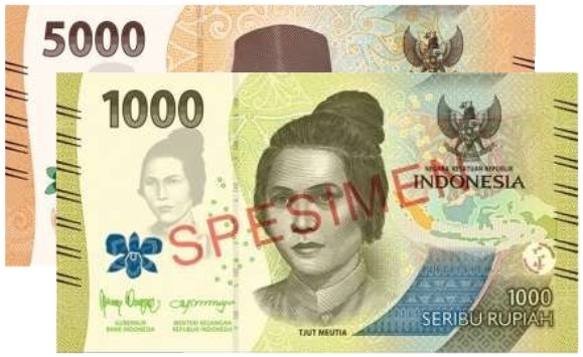 5000
1000
NEGARA KESATUAN REPUBLIK
INDONESIA
SPESIMEN
GUBERNUR
BANK INDONESIA
MENTERI KEUANGAN
REPUBLIK INDONESIA
TJUT MEUTIA
1000
SERIBU RUPIAH